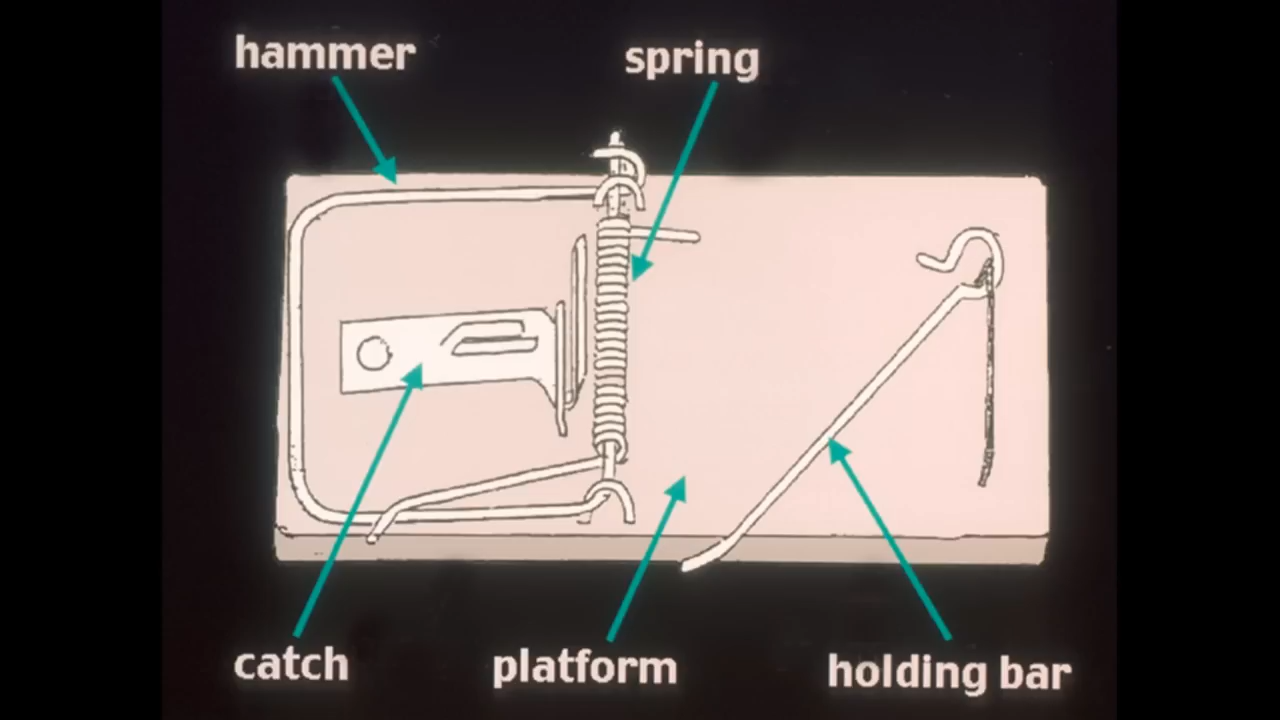 hammer
spring
catch
platform
holding bar